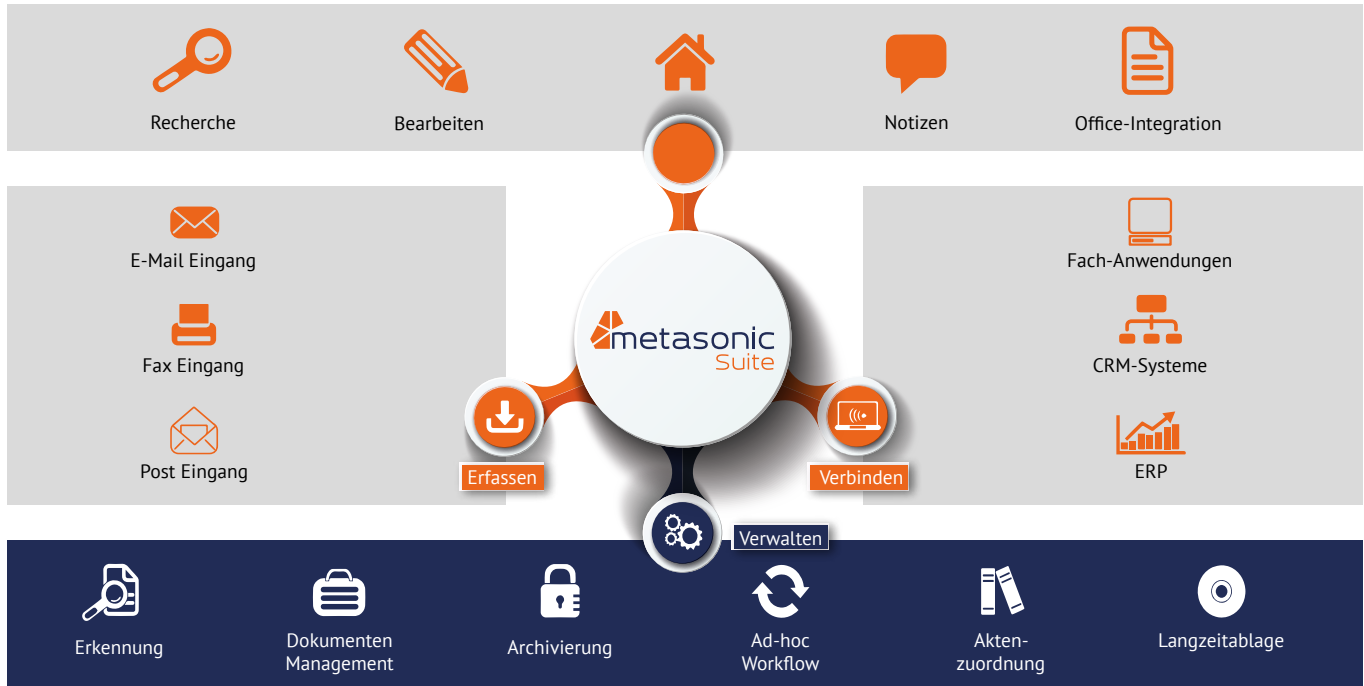 Recherche
Bearbeiten
Notizen
Office-Integration
E-Mail Eingang
Fax Eingang
Post Eingang
metasonic
Suite
Erfassen
Verbinden
Verwalten
Fach-Anwendungen
CRM-Systeme
ERP
Erkennung
Dokumenten
Management
Archivierung
Ad-hoc
Workflow
Akten-
zuordnung
Langzeitablage